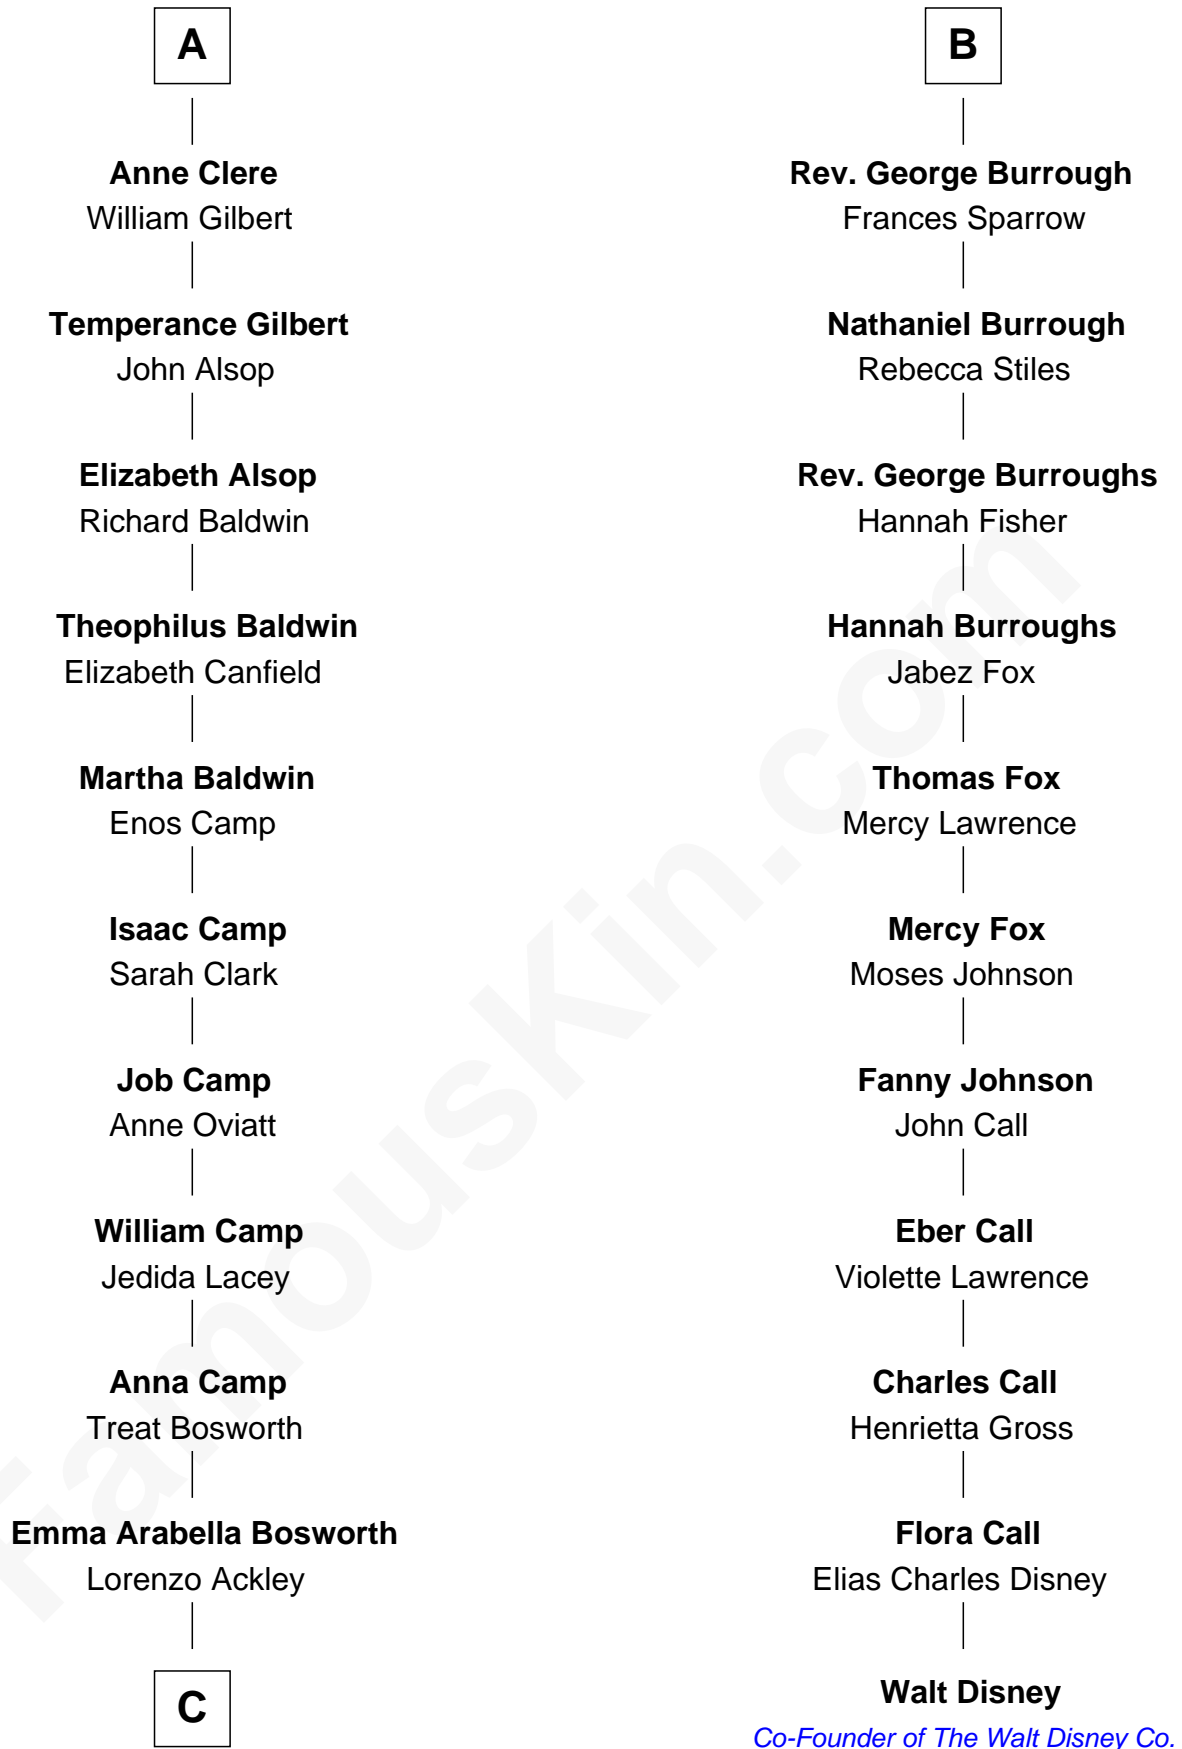 A
Anne Clere
William Gilbert
Temperance Gilbert
John Alsop
Elizabeth Alsop
Richard Baldwin
Theophilus Baldwin
Elizabeth Canfield
Martha Baldwin
Enos Camp
Isaac Camp
Sarah Clark
Job Camp
Anne Oviatt
William Camp
Jedida Lacey
Anna Camp
Treat Bosworth
Emma Arabella Bosworth
Lorenzo Ackley
C
B
Rev. George Burrough
Frances Sparrow
Nathaniel Burrough
Rebecca Stiles
Rev. George Burroughs
Hannah Fisher
Hannah Burroughs
Jabez Fox
Thomas Fox
Mercy Lawrence
Mercy Fox
Moses Johnson
Fanny Johnson
John Call
Eber Call
Violette Lawrence
Charles Call
Henrietta Gross
Flora Call
Elias Charles Disney
Walt Disney
Co-Founder of The Walt Disney Co.
FamousKin.com